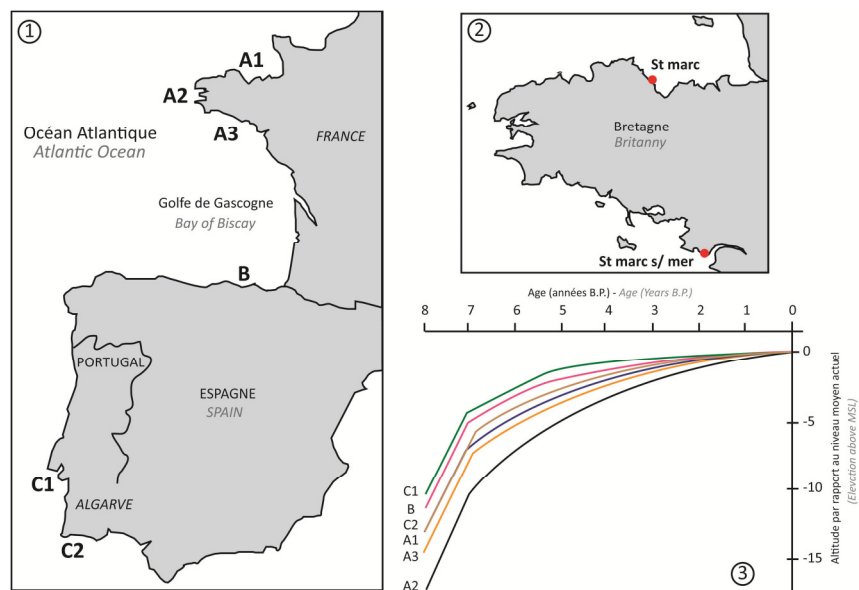 1
A1
A2
A3
Océan Atlantique
Atlantic Ocean
FRANCE
Golfe de Gascogne
Bay of Biscay
B
PORTUGAL
ESPAGNE
SPAIN
C1
ALGARVE
C2
2
St marc
Bretagne
Britanny
St marc s/ mer
Age (années B.P.) - Age (Years B.P.)
8 7 6 5 4 3 2 1 0
0
-5
-10
-15
Altitude par rapport au niveau moyen actuel
(Elevction above MSL)
C1
B
C2
A1
A3
A2
3